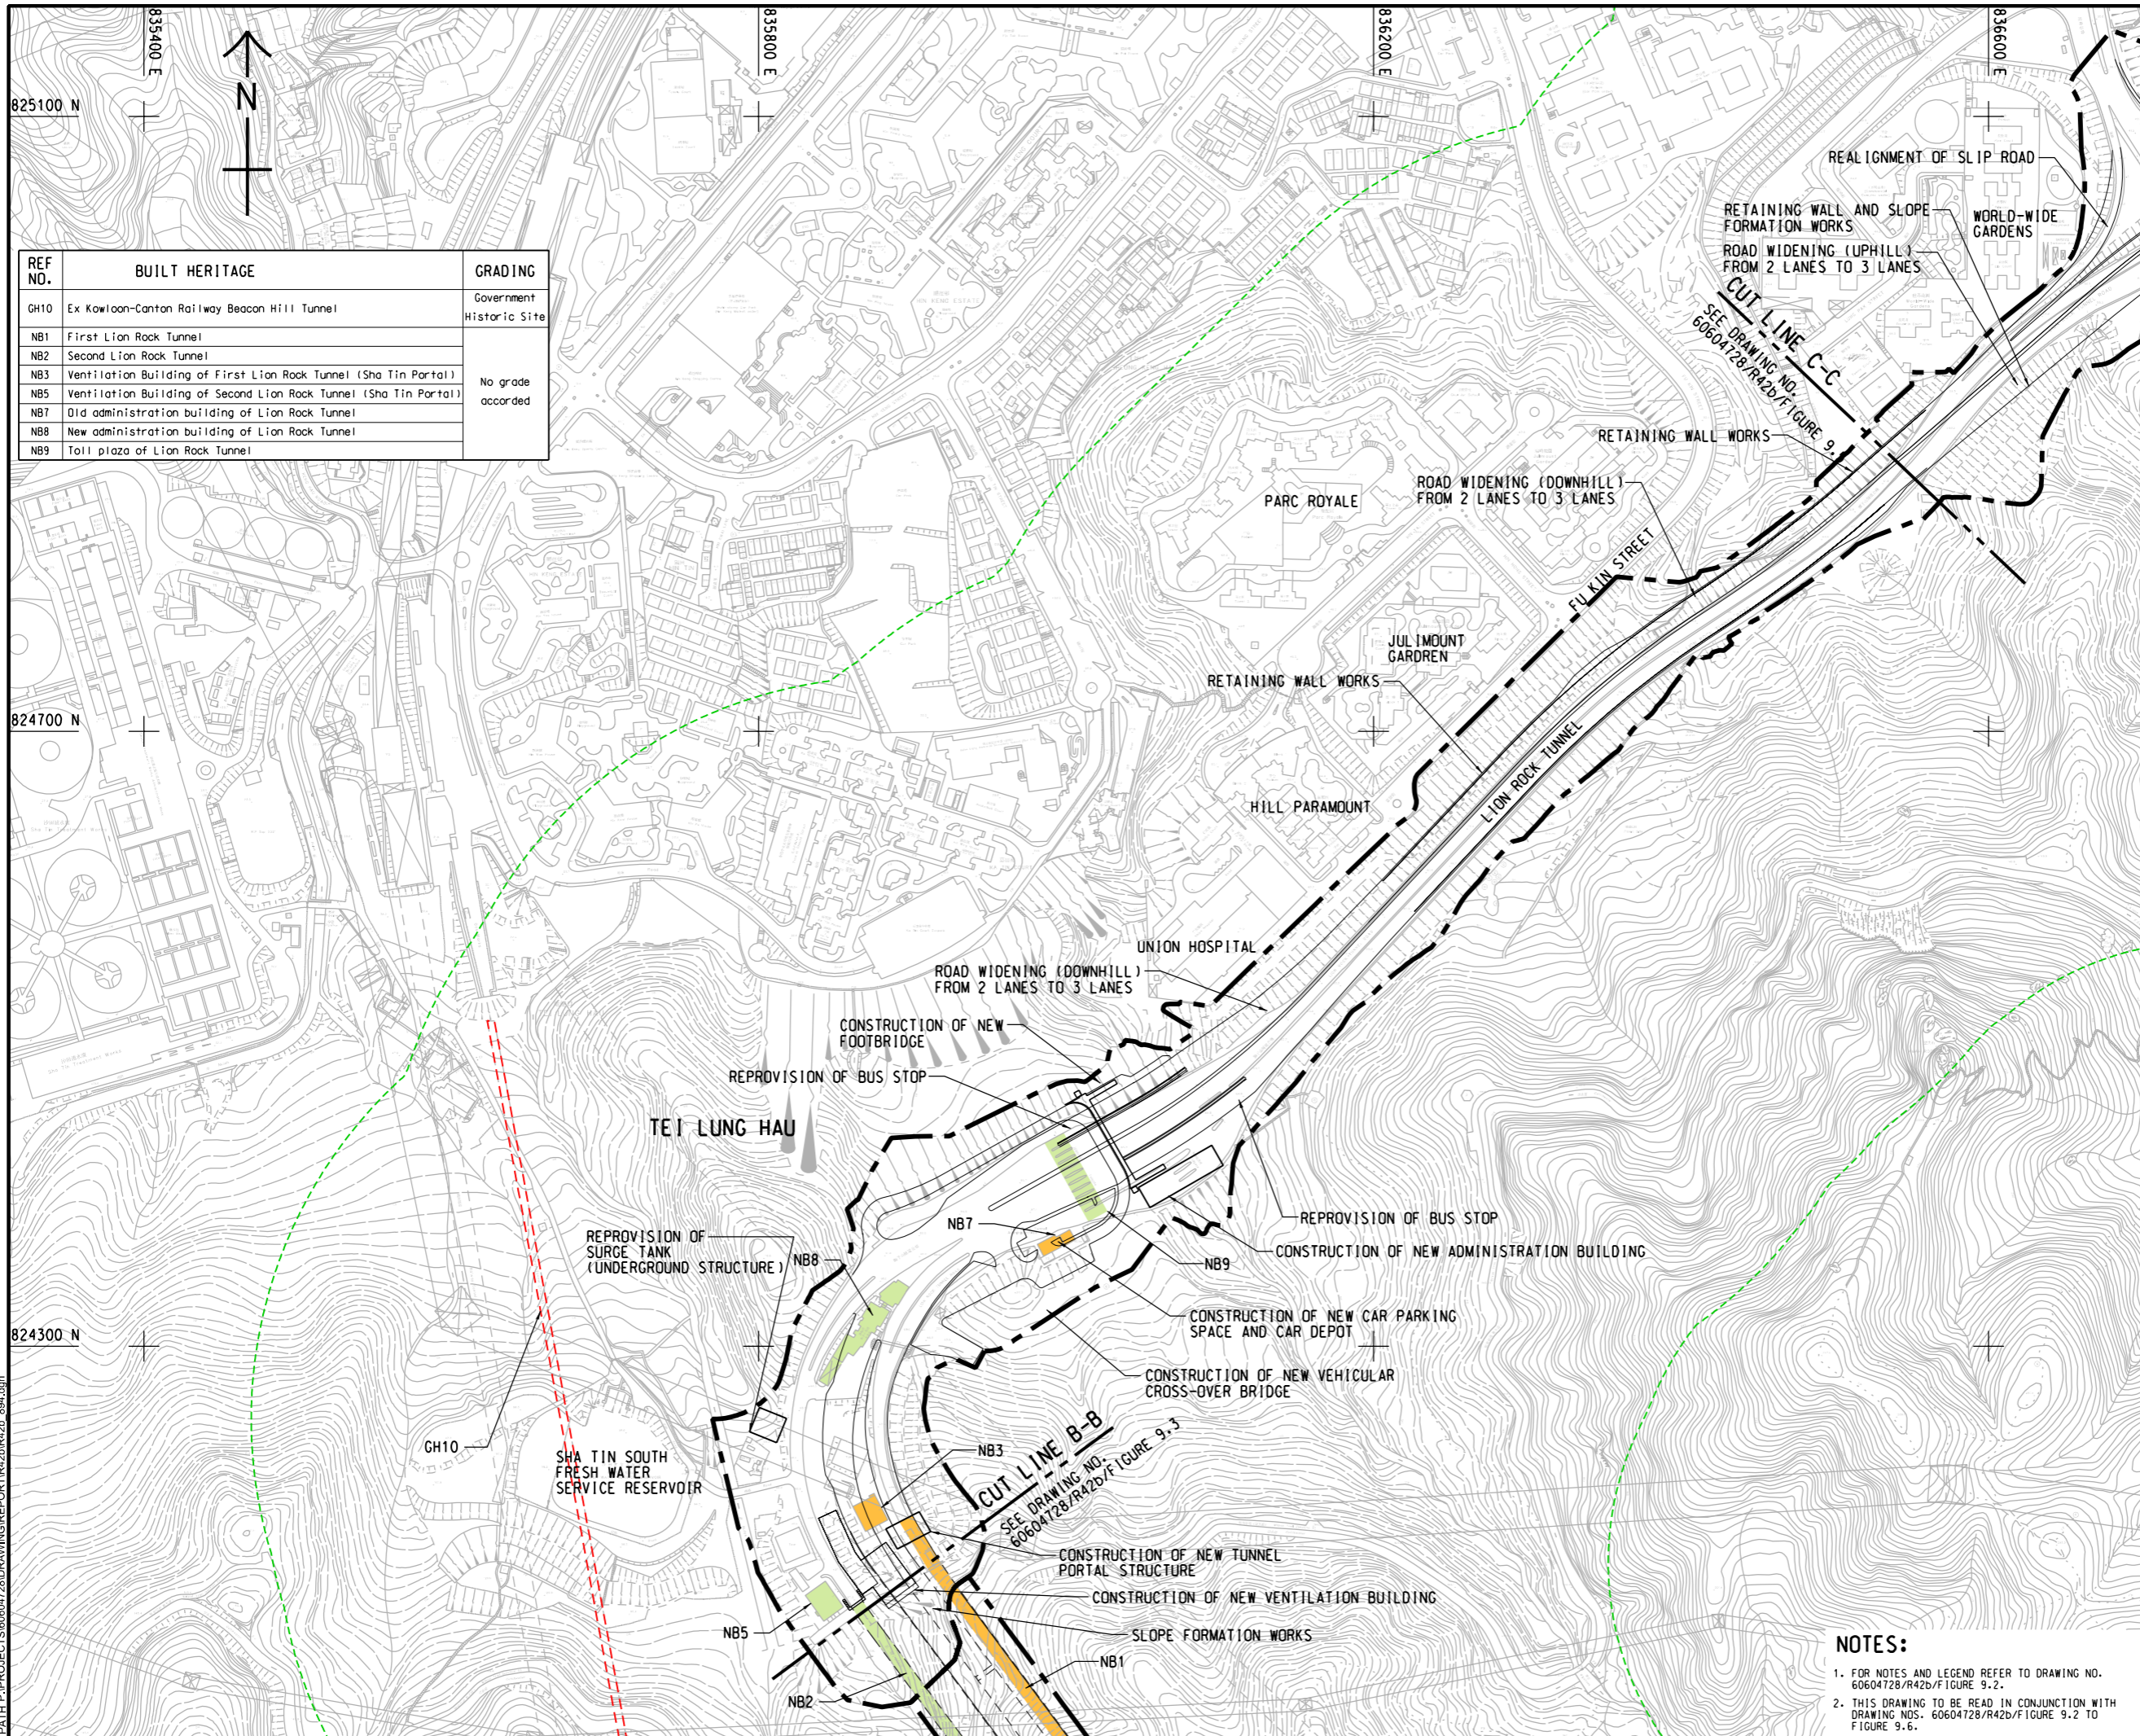 835400 E
835800 E
836200 E
836600 E
825100 N
N
REF NO.
BUILT HERITAGE
GRADING
GH10 Ex Kowloon-Canton Railway Beacon Hill Tunnel
Government
Historic Site
NB1 First Lion Rock Tunnel
NB2 Second Lion Rock Tunnel
NB3 Ventilation Building of First Lion Rock Tunnel (Sha Tin Portal)
NB5 Ventilation Building of Second Lion Rock Tunnel (Sha Tin Portal)
NB7 Old administration building of Lion Rock Tunnel
NB8 New administration building of Lion Rock Tunnel
NB9 Toll plaza of Lion Rock Tunnel
No grade
accorded
REALIGNMENT OF SLIP ROAD
RETAINING WALL AND SLOPE
FORMATION WORKS
WORLD-WIDE
GARDENS
ROAD WIDENING (UPHILL)
FROM 2 LANES TO 3 LANES
CUT LINE C-C
SEE DRAWING NO.
60604728/R42b/FIGURE 9.
RETAINING WALL WORKS
ROAD WIDENING (DOWNHILL)
FROM 2 LANES TO 3 LANES
PARC ROYALE
FU KIN STREET
JULIMOUNT
GARDREN
RETAINING WALL WORKS
824700 N
LION ROCK TUNNEL
HILL PARAMOUNT
UNION HOSPITAL
ROAD WIDENING (DOWNHILL)
FROM 2 LANES TO 3 LANES
CONSTRUCTION OF NEW
FOOTBRIDGE
REPROVISION OF BUS STOP
TEI LUNG HAU
REPROVISION OF BUS STOP
NB7
REPROVISION OF
SURGE TANK
(UNDERGROUND STRUCTURE)
NB8
CONSTRUCTION OF NEW ADMINISTRATION BUILDING
NB9
CONSTRUCTION OF NEW CAR PARKING
SPACE AND CAR DEPOT
824300 N
CONSTRUCTION OF NEW VEHICULAR
CROSS-OVER BRIDGE
GH10
SHA TIN SOUTH
FRESH WATER
SERVICE RESERVOIR
NB3
CUT LINE B-B
SEE DRAWING NO.
60604728/R42b/FIGURE 9.3
CONSTRUCTION OF NEW TUNNEL
PORTAL STRUCTURE
CONSTRUCTION OF NEW VENTILATION BUILDING
NB5
SLOPE FORMATION WORKS
NB1
NB2
NOTES:
1. FOR NOTES AND LEGEND REFER TO DRAWING NO.
60604728/R42b/FIGURE 9.2.
2. THIS DRAWING TO BE READ IN CONJUNCTION WITH
DRAWING NOS. 60604728/R42b/FIGURE 9.2 TO
FIGURE 9.6.